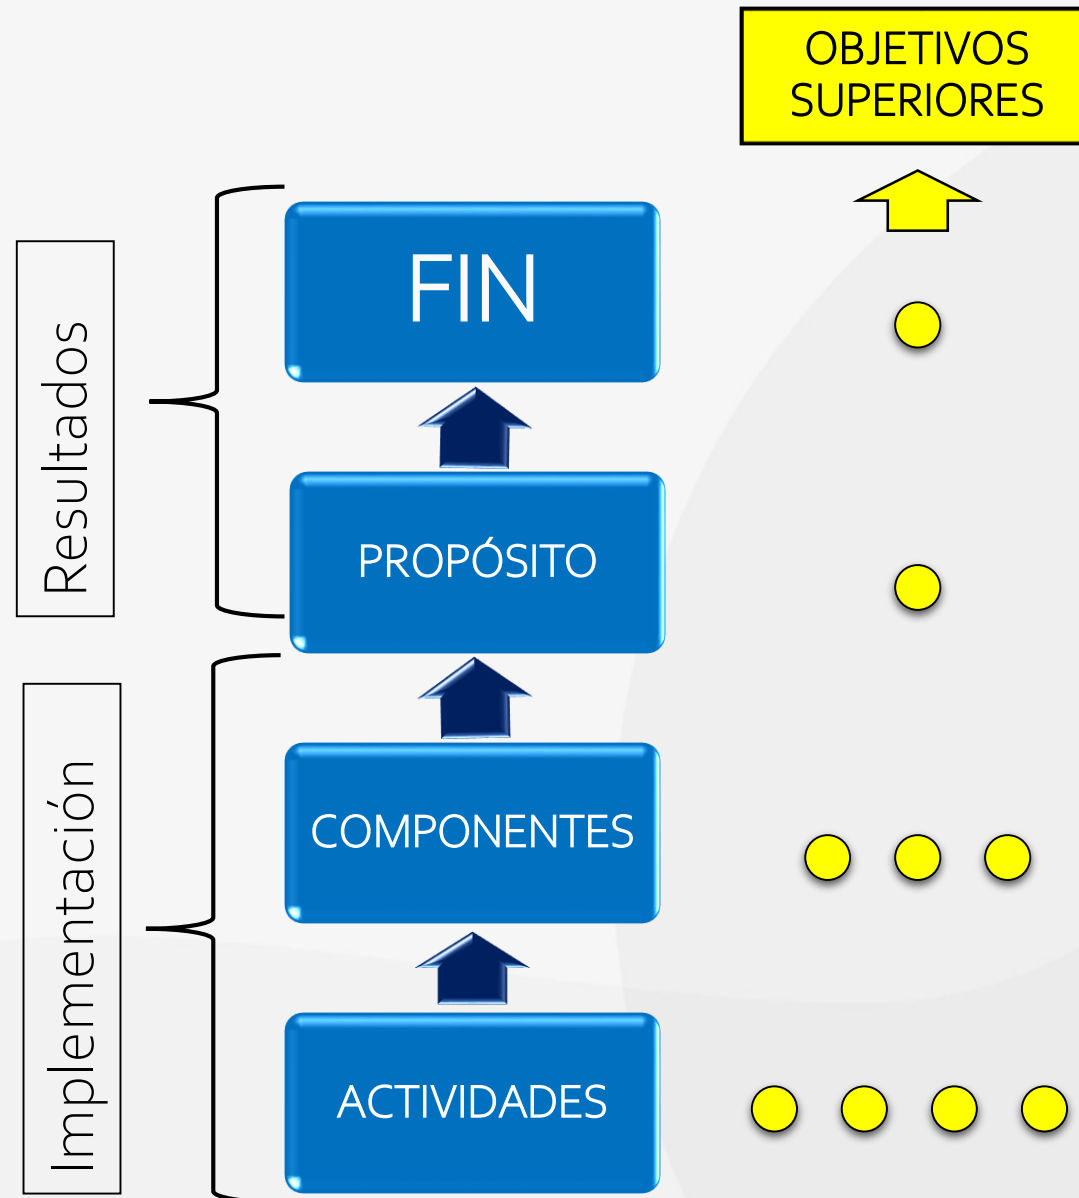 OBJETIVOS
SUPERIORES
Resultados
FIN
PROPÓSITO
Implementación
COMPONENTES
ACTIVIDADES